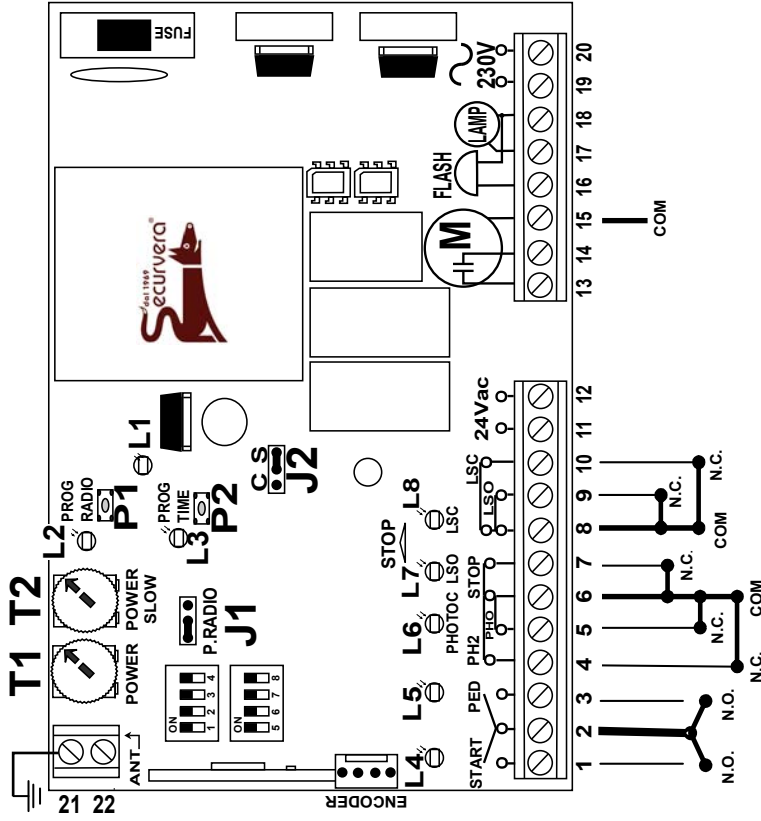 FUSE
230V
LAMP
FLASH
M
dal 1969
Securvera®
T1
T2
POWER
POWER
SLOW
L2
PROG
RADIO
P1
L1
PROG
TIME
L3
P2
C S
J2
P.RADIO
J1
ON
1 2 3 4
ON
5 6 7 8
ANT.
21 22
ENCODER
L4
L5
L6
L7
L8
PHOTOC
LSO
LSC
STOP
START
PED
PH2
PHO
STOP
LSO
LSC
24Vac
1 2 3 4 5 6 7 8 9 10 11 12
13 14 15 16 17 18 19 20
N.O.
N.O.
N.C.
N.C.
N.C.
COM
N.C.
N.C.
COM
COM